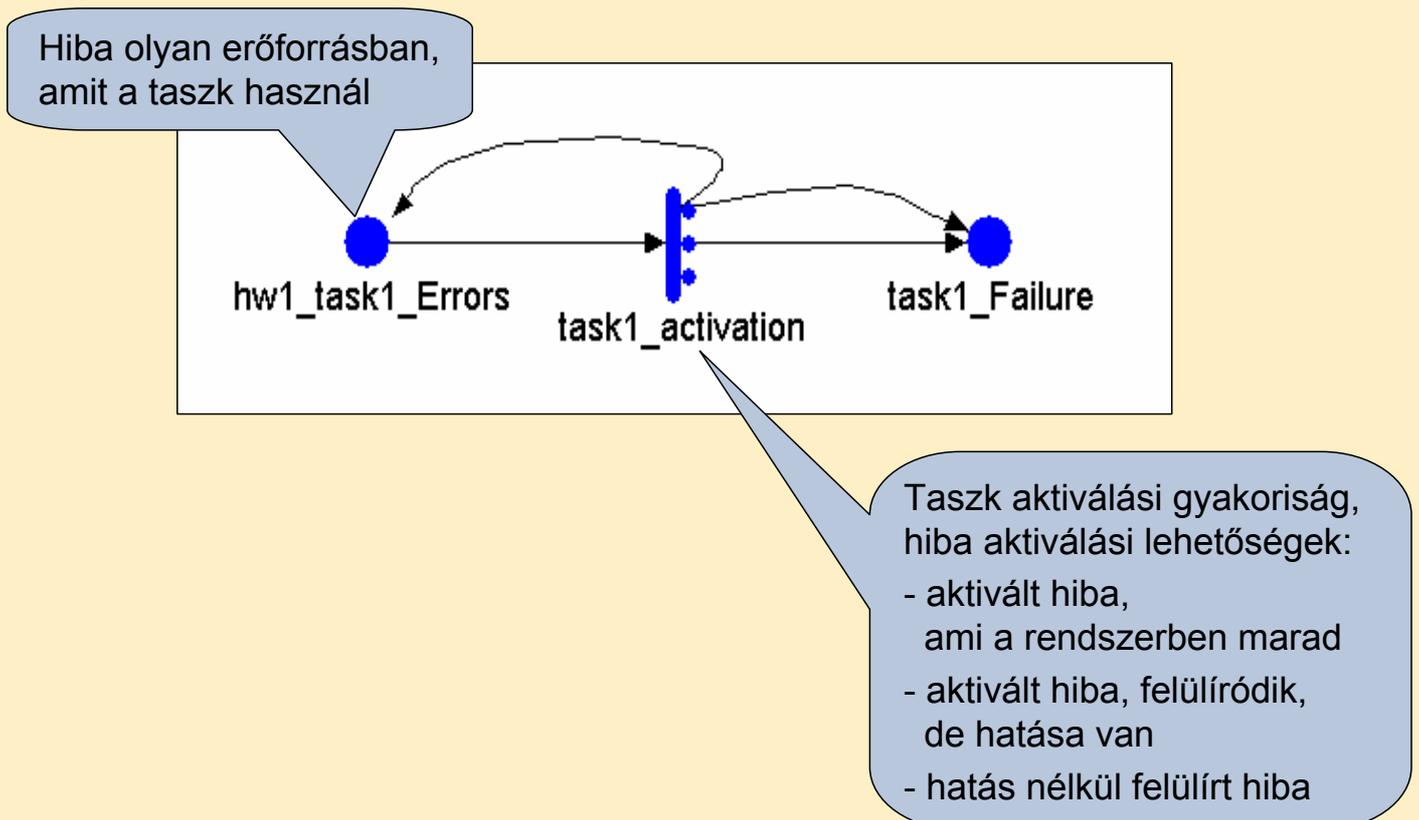 Hiba olyan erőforrásban,
amit a taszk használ
hw1_task1_Errors
task1_activation
task1_Failure
Taszk aktiválási gyakoriság,
hiba aktiválási lehetőségek:
- aktivált hiba,
ami a rendszerben marad
- aktivált hiba, felülíródik,
de hatása van
- hatás nélkül felülírt hiba